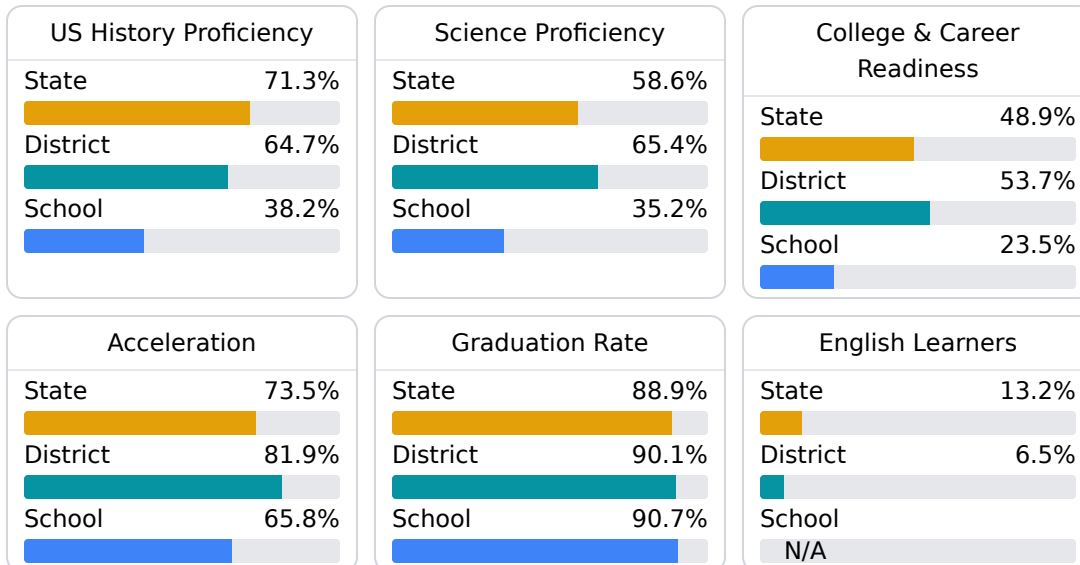 US History Proficiency
State 71.3%
District 64.7%
School 38.2%
Science Proficiency
State 58.6%
District 65.4%
School 35.2%
College & Career
Readiness
State 48.9%
District 53.7%
School 23.5%
Acceleration
State 73.5%
District 81.9%
School 65.8%
Graduation Rate
State 88.9%
District 90.1%
School 90.7%
English Learners
State 13.2%
District 6.5%
School
N/A